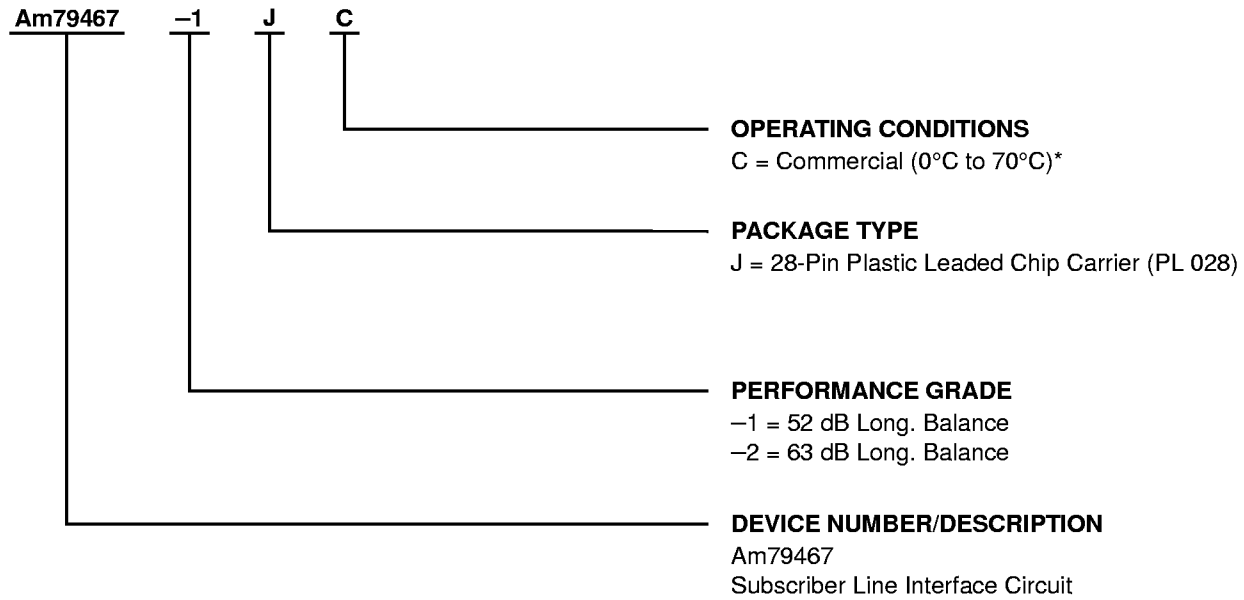 Am79467 –1 J C
OPERATING CONDITIONS
C = Commercial (0°C to 70°C)*
PACKAGE TYPE
J = 28-Pin Plastic Leaded Chip Carrier (PL 028)
PERFORMANCE GRADE
–1 = 52 dB Long. Balance
–2 = 63 dB Long. Balance
DEVICE NUMBER/DESCRIPTION
Am79467
Subscriber Line Interface Circuit